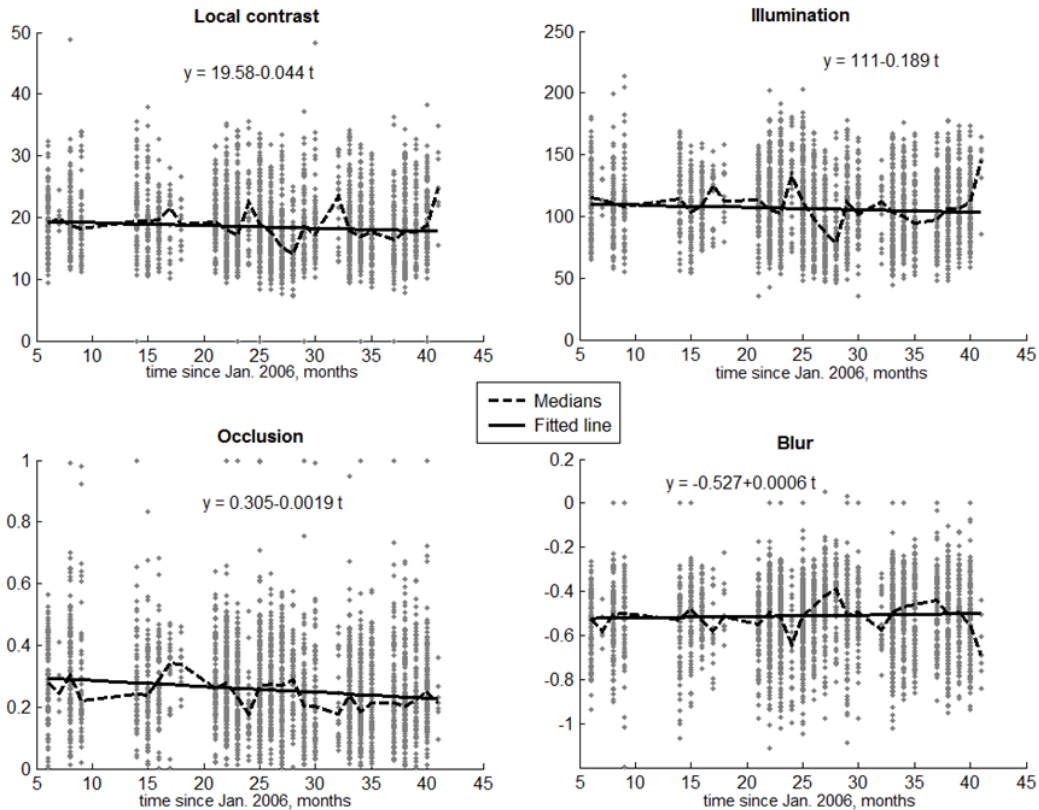 Local contrast
50
40
30
20
10
0
y = 19.58-0.044 t
5 10 15 20 25 30 35 40 45
time since Jan. 2006, months
Illumination
250
200
150
100
50
0
y = 111-0.189 t
5 10 15 20 25 30 35 40 45
time since Jan. 2006, months
Medians
Fitted line
Occlusion
1
0.8
0.6
0.4
0.2
0
y = 0.305-0.0019 t
5 10 15 20 25 30 35 40 45
time since Jan. 2006, months
Blur
0.2
0
-0.2
-0.4
-0.6
-0.8
-1
y = -0.527+0.0006 t
5 10 15 20 25 30 35 40 45
time since Jan. 2006, months